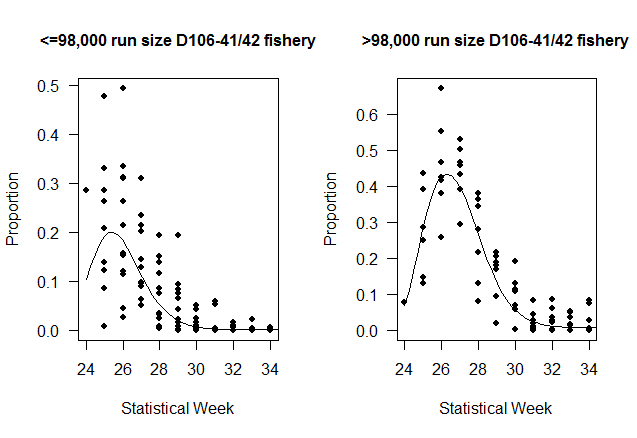 <=98,000 run size D106-41/42 fishery
Proportion
0.5
0.4
0.3
0.2
0.1
0.0
24 26 28 30 32 34
Statistical Week
>98,000 run size D106-41/42 fishery
Proportion
0.6
0.5
0.4
0.3
0.2
0.1
0.0
24 26 28 30 32 34
Statistical Week